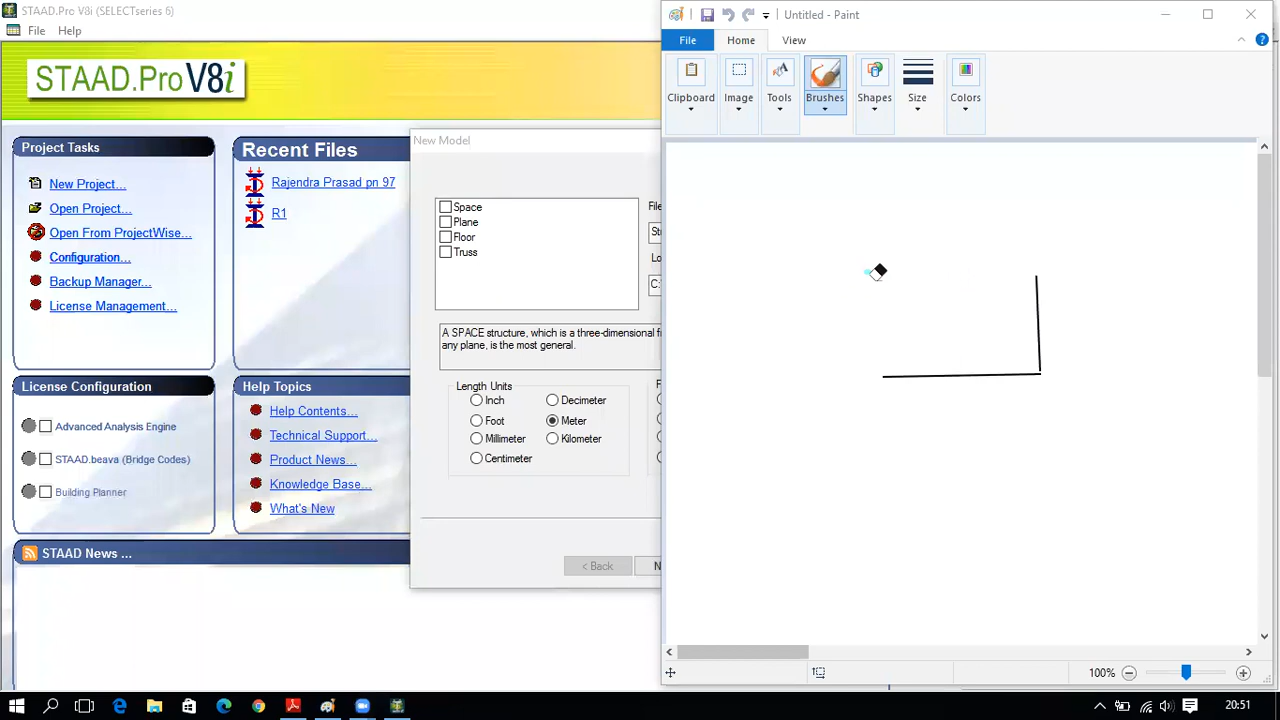 STAAD.Pro V8i (SELECTseries 6)
File Help
STAAD.Pro V8i
Project Tasks
New Project...
Open Project...
Open From ProjectWise...
Configuration...
Backup Manager...
License Management...
Recent Files
Rajendra Prasad pn 97
R1
License Configuration
Advanced Analysis Engine
STAAD.beava (Bridge Codes)
Building Planner
Help Topics
Help Contents...
Technical Support...
Product News...
Knowledge Base...
What's New
STAAD News ...
New Model
Space
Plane
Floor
Truss
A SPACE structure, which is a three-dimensional
any plane, is the most general.
Length Units
Inch
Foot
Millimeter
Centimeter
Decimeter
Meter
Kilometer
< Back
Untitled - Paint
File Home View
Clipboard
Image
Tools
Brushes
Shapes
Size
Colors
100%
20:51